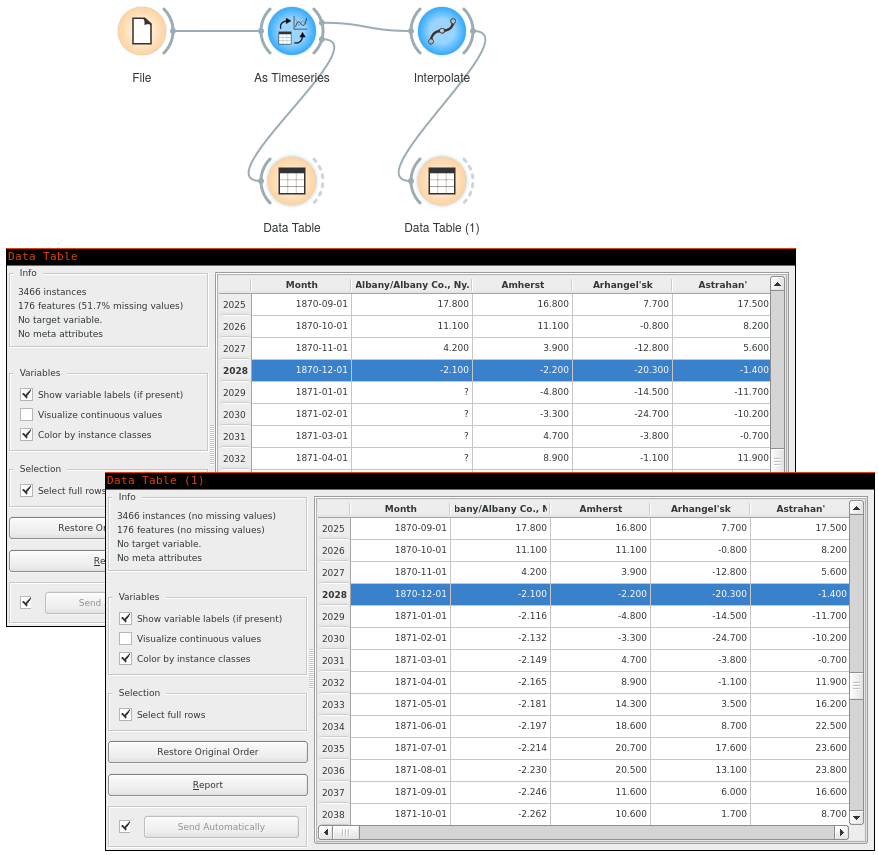 File As Timeseries Interpolate
Data Table Data Table (1)
Data Table
Info
3466 instances
176 features (51.7% missing values)
No target variable.
No meta attributes
Variables
Show variable labels (if present)
Visualize continuous values
Color by instance classes
Selection
Select full rows
Restore Or
Re
Send
Month Albany/Albany Co., Ny. Amherst Arhangel'sk Astrahan'
2025 1870-09-01 17.800 16.800 7.700 17.500
2026 1870-10-01 11.100 11.100 -0.800 8.200
2027 1870-11-01 4.200 3.900 -12.800 5.600
2028 1870-12-01 -2.100 -2.200 -20.300 -1.400
2029 1871-01-01 ? -4.800 -14.500 -11.700
2030 1871-02-01 ? -3.300 -24.700 -10.200
2031 1871-03-01 ? 4.700 -3.800 -0.700
2032 1871-04-01 ? 8.900 -1.100 11.900
Data Table (1)
Info
3466 instances (no missing values)
176 features (no missing values)
No target variable.
No meta attributes
Variables
Show variable labels (if present)
Visualize continuous values
Color by instance classes
Selection
Select full rows
Restore Original Order
Report
Send Automatically
Month bany/Albany Co., N Amherst Arhangel'sk Astrahan'
2025 1870-09-01 17.800 16.800 7.700 17.500
2026 1870-10-01 11.100 11.100 -0.800 8.200
2027 1870-11-01 4.200 3.900 -12.800 5.600
2028 1870-12-01 -2.100 -2.200 -20.300 -1.400
2029 1871-01-01 -2.116 -4.800 -14.500 -11.700
2030 1871-02-01 -2.132 -3.300 -24.700 -10.200
2031 1871-03-01 -2.149 4.700 -3.800 -0.700
2032 1871-04-01 -2.165 8.900 -1.100 11.900
2033 1871-05-01 -2.181 14.300 3.500 16.200
2034 1871-06-01 -2.197 18.600 8.700 22.500
2035 1871-07-01 -2.214 20.700 17.600 23.600
2036 1871-08-01 -2.230 20.500 13.100 23.800
2037 1871-09-01 -2.246 11.600 6.000 16.600
2038 1871-10-01 -2.262 10.600 1.700 8.700